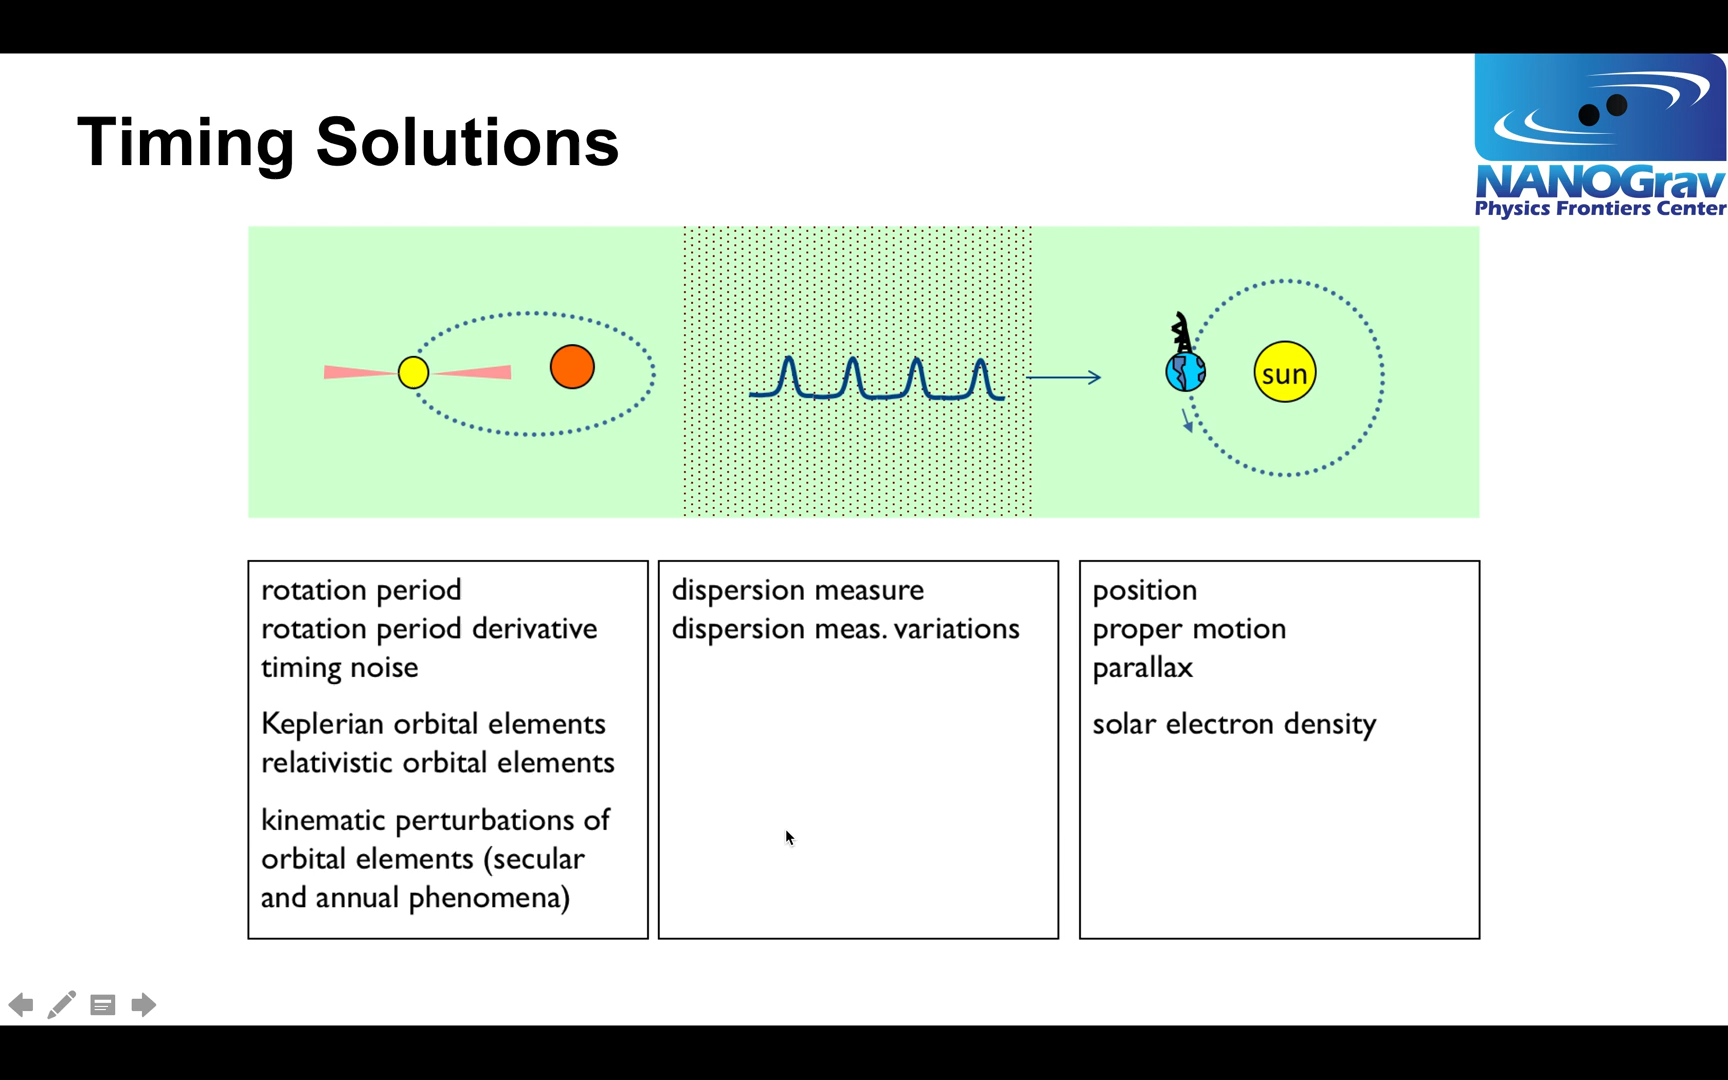 Timing Solutions
NANOGrav
Physics Frontiers Center
sun
rotation period
rotation period derivative
timing noise
Keplerian orbital elements
relativistic orbital elements
kinematic perturbations of
orbital elements (secular
and annual phenomena)
dispersion measure
dispersion meas. variations
position
proper motion
parallax
solar electron density